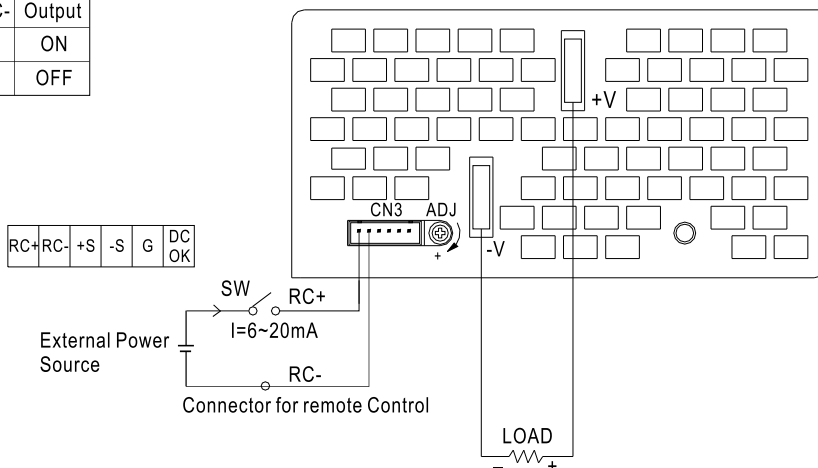 C- Output
ON
OFF
+V
CN3 ADJ
+
-V
RC+ RC- +S -S G DC OK
SW
RC+
I=6~20mA
External Power
Source
RC-
Connector for remote Control
LOAD
- +